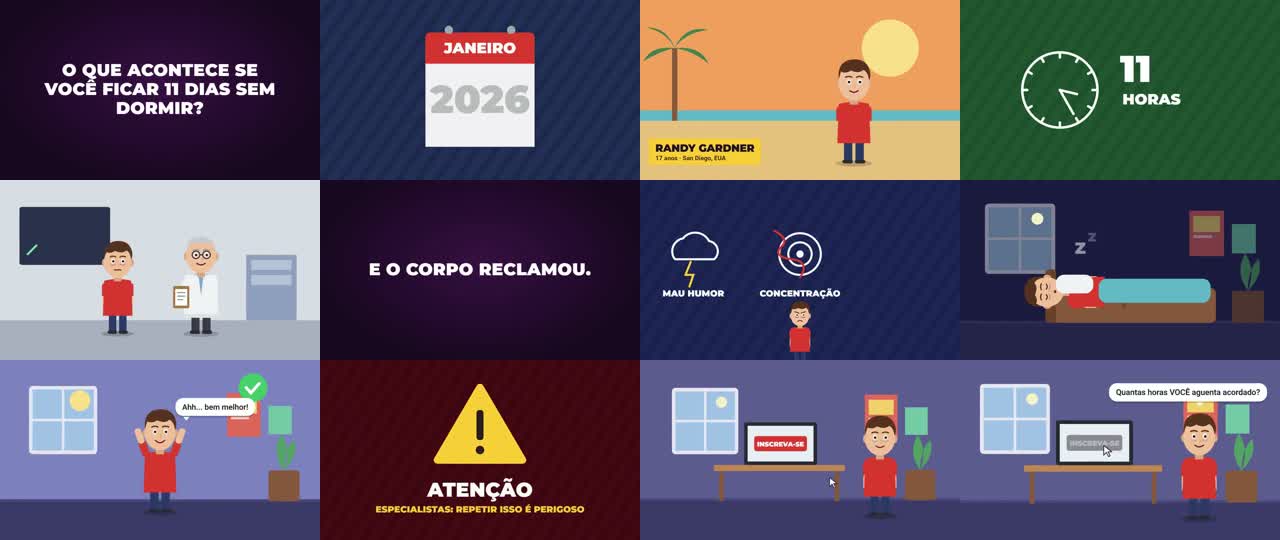 O QUE ACONTECE SE
VOCÊ FICAR 11 DIAS SEM
DORMIR?
JANEIRO
2026
RANDY GARDNER
17 anos · San Diego, EUA
11
HORAS
E O CORPO RECLAMOU.
MAU HUMOR
CONCENTRAÇÃO
Z
Z
Ahh... bem melhor!
ATENÇÃO
ESPECIALISTAS: REPETIR ISSO É PERIGOSO
INSCREVA-SE
Quantas horas VOCÊ aguenta acordado?
INSCREVA-SE